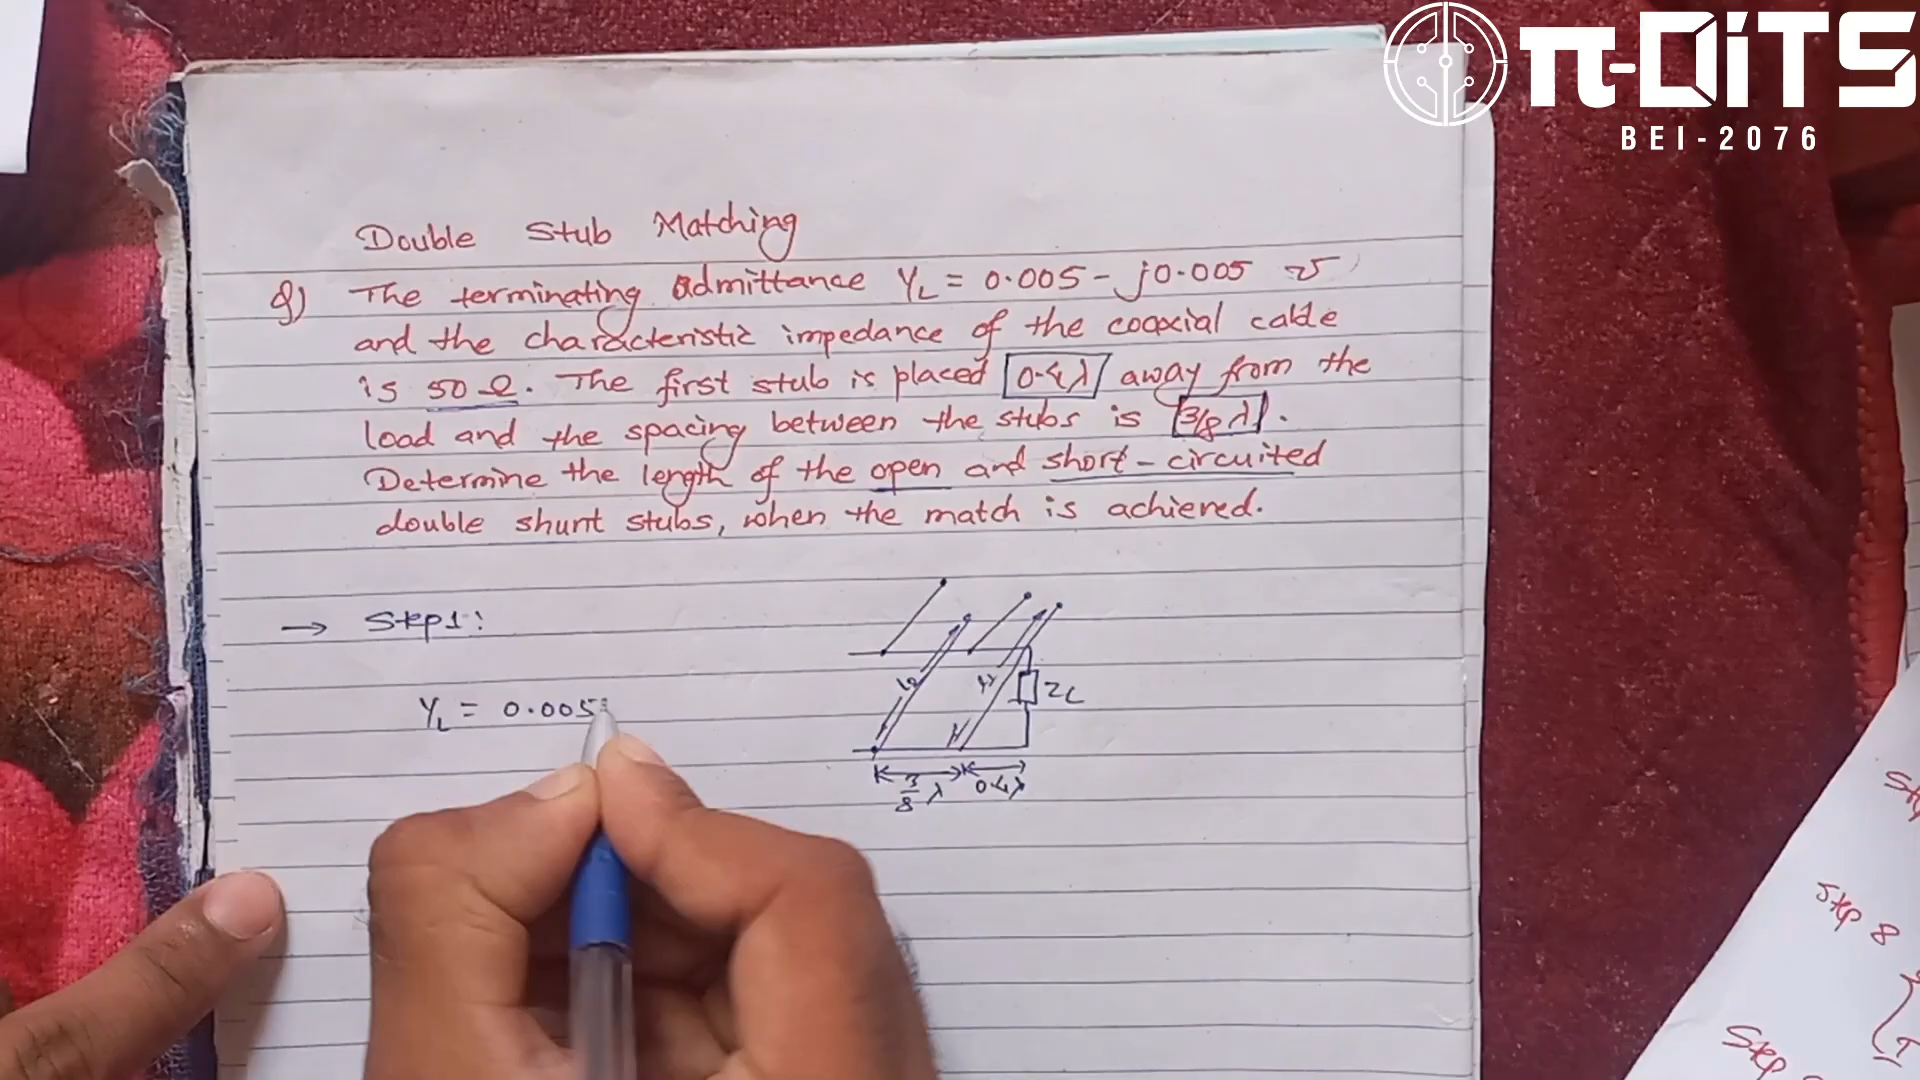 π-DiTS
BEI-2076
Double Stub Matching
Q) The terminating admittance YL = 0.005 - j0.005 ʊ
and the characteristic impedance of the coaxial cable
is 50 Ω. The first stub is placed 0.4λ away from the
load and the spacing between the stubs is 3/8 λ.
Determine the length of the open and short-circuited
double shunt stubs, when the match is achieved.
→ Step1:
YL = 0.005
ZL
3/8 λ 0.4λ
Step 8
Step